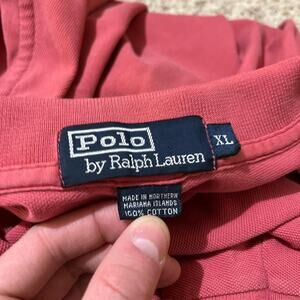 Polo
by Ralph Lauren
XL
MADE IN NORTHERN
MARIANA ISLANDS
100% COTTON